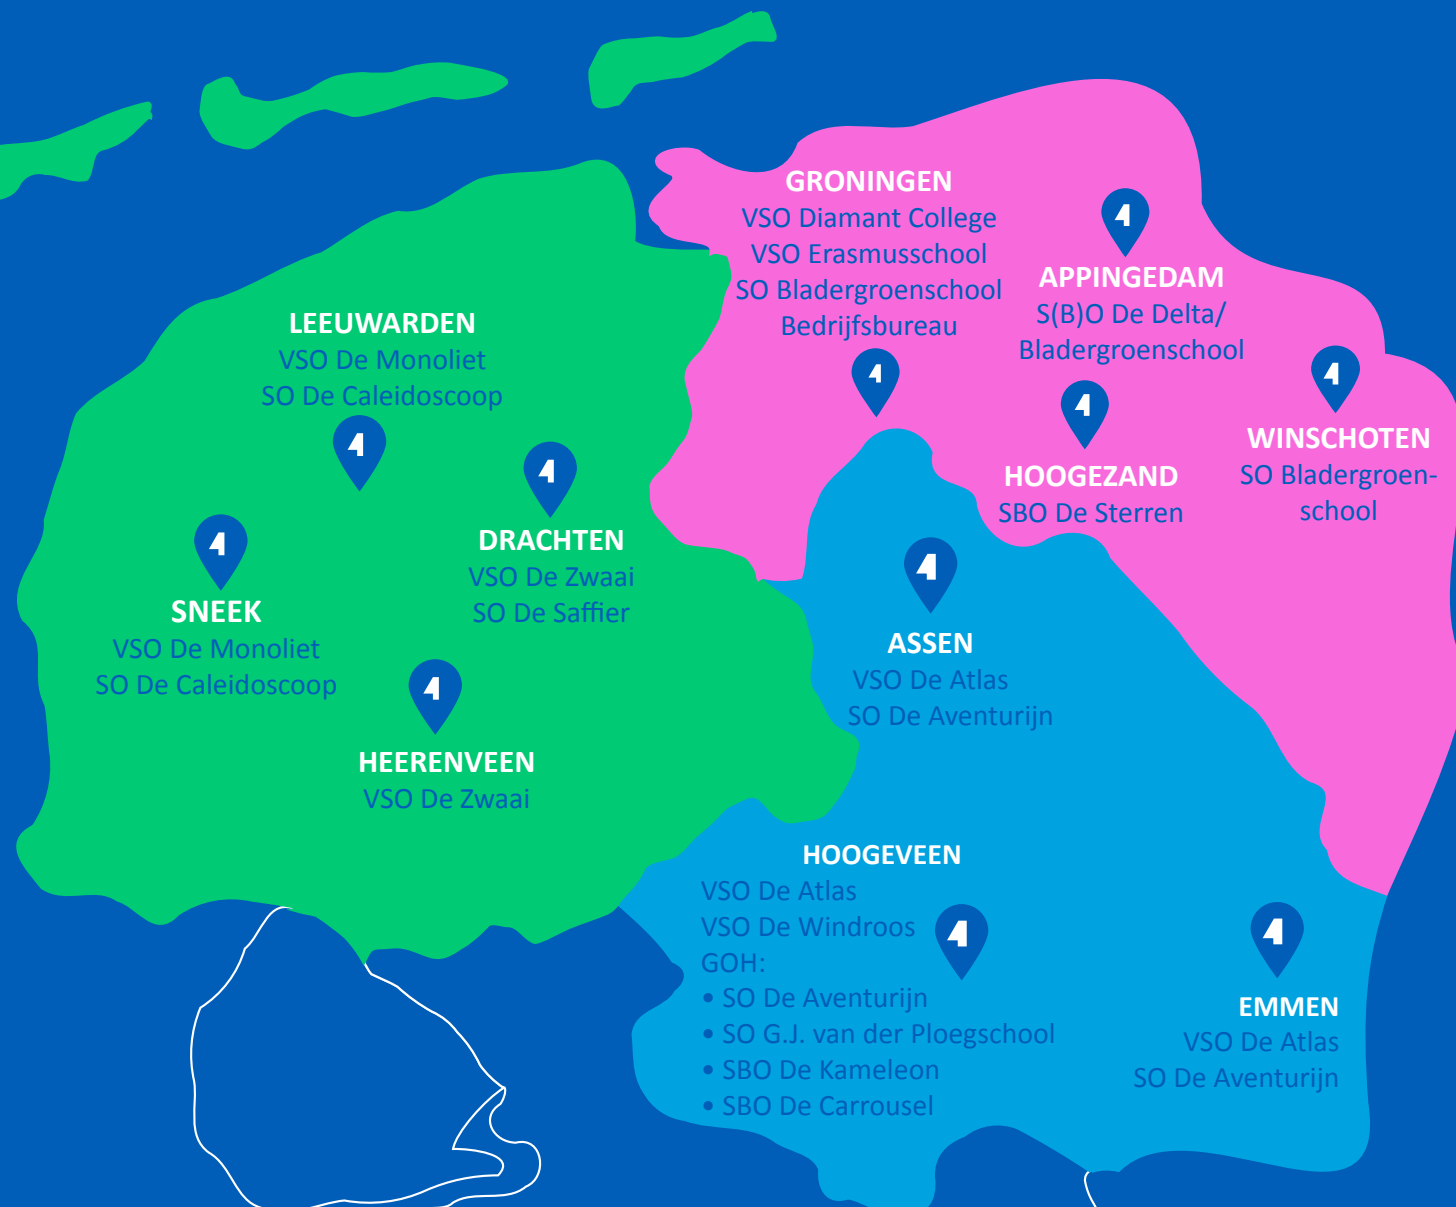 GRONINGEN
VSO Diamant College
VSO Erasmusschool
SO Bladergroenschool
Bedrijfsbureau
APPINGEDAM
S(B)O De Delta/
Bladergroenschool
LEEUWARDEN
VSO De Monoliet
SO De Caleidoscoop
WINSCHOTEN
SO Bladergroen-
school
HOOGEZAND
SBO De Sterren
DRACHTEN
VSO De Zwaai
SO De Saffier
SNEEK
VSO De Monoliet
SO De Caleidoscoop
ASSEN
VSO De Atlas
SO De Aventurijn
HEERENVEEN
VSO De Zwaai
HOOGEVEEN
VSO De Atlas
VSO De Windroos
GOH:
• SO De Aventurijn
• SO G.J. van der Ploegschool
• SBO De Kameleon
• SBO De Carrousel
EMMEN
VSO De Atlas
SO De Aventurijn